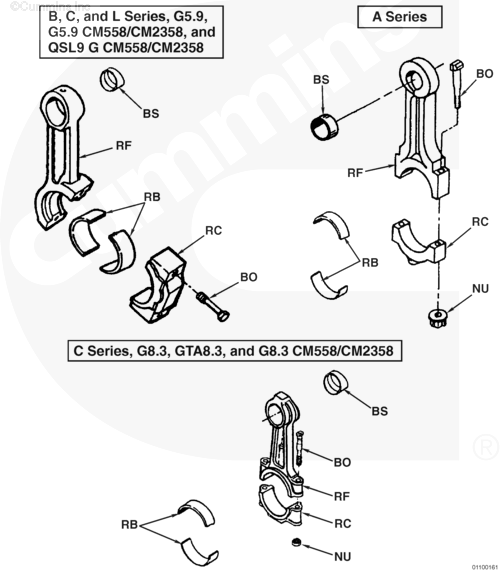 © Cummins Inc.
Cummins
B, C, and L Series, G5.9,
G5.9 CM558/CM2358, and
QSL9 G CM558/CM2358
BS
RF
RB
RC
BO
A Series
BS
BO
RF
RC
RB
NU
C Series, G8.3, GTA8.3, and G8.3 CM558/CM2358
BS
BO
RF
RB
RC
NU
®
01100161